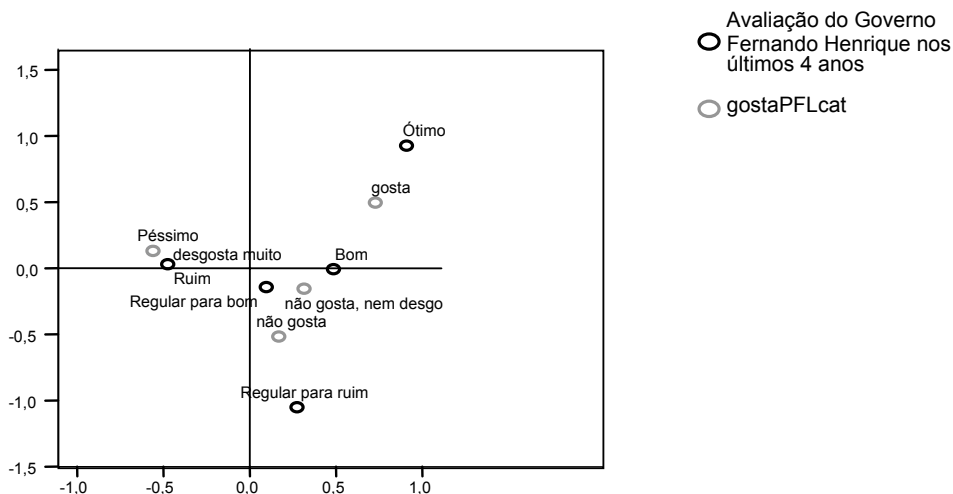 Avaliação do Governo
Fernando Henrique nos
últimos 4 anos
gostaPFLcat
1,5
1,0
0,5
0,0
-0,5
-1,0
-1,5
Ótimo
gosta
Péssimo
desgosta muito
Bom
Ruim
Regular para bom
não gosta, nem desgo
não gosta
Regular para ruim
-1.0
-0.5
0.0
0.5
1.0